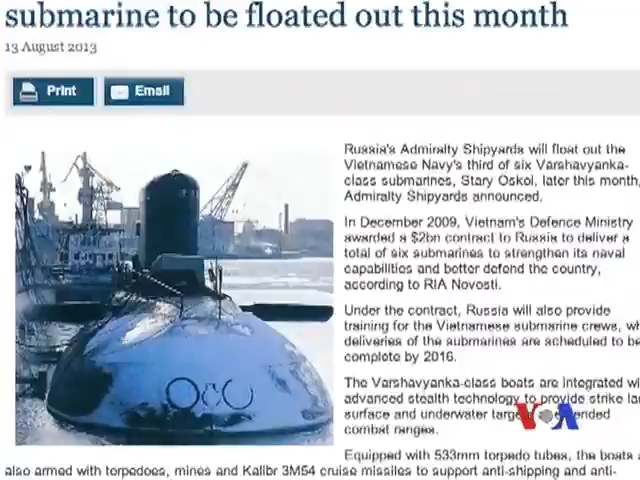 submarine to be floated out this month
13 August 2013
Print
Email
Russia's Admiralty Shipyards will float out the
Vietnamese Navy's third of six Varshavyanka-
class submarines, Stary Oskol, later this month,
Admiralty Shipyards announced.
In December 2009, Vietnam's Defence Ministry
awarded a $2bn contract to Russia to deliver a
total of six submarines to strengthen its naval
capabilities and better defend the country,
according to RIA Novosti.
Under the contract, Russia will also provide
training for the Vietnamese submarine crews, wh
deliveries of the submarines are scheduled to be
complete by 2016.
The Varshavyanka-class boats are integrated wi
advanced stealth technology to provide strike la
surface and underwater targe ended
combat ranges.
VOA
Equipped with 533mm torpedo tubes, the boats a
also armed with torpedoes, mines and Kalibr 3M54 cruise missiles to support anti-shipping and anti-